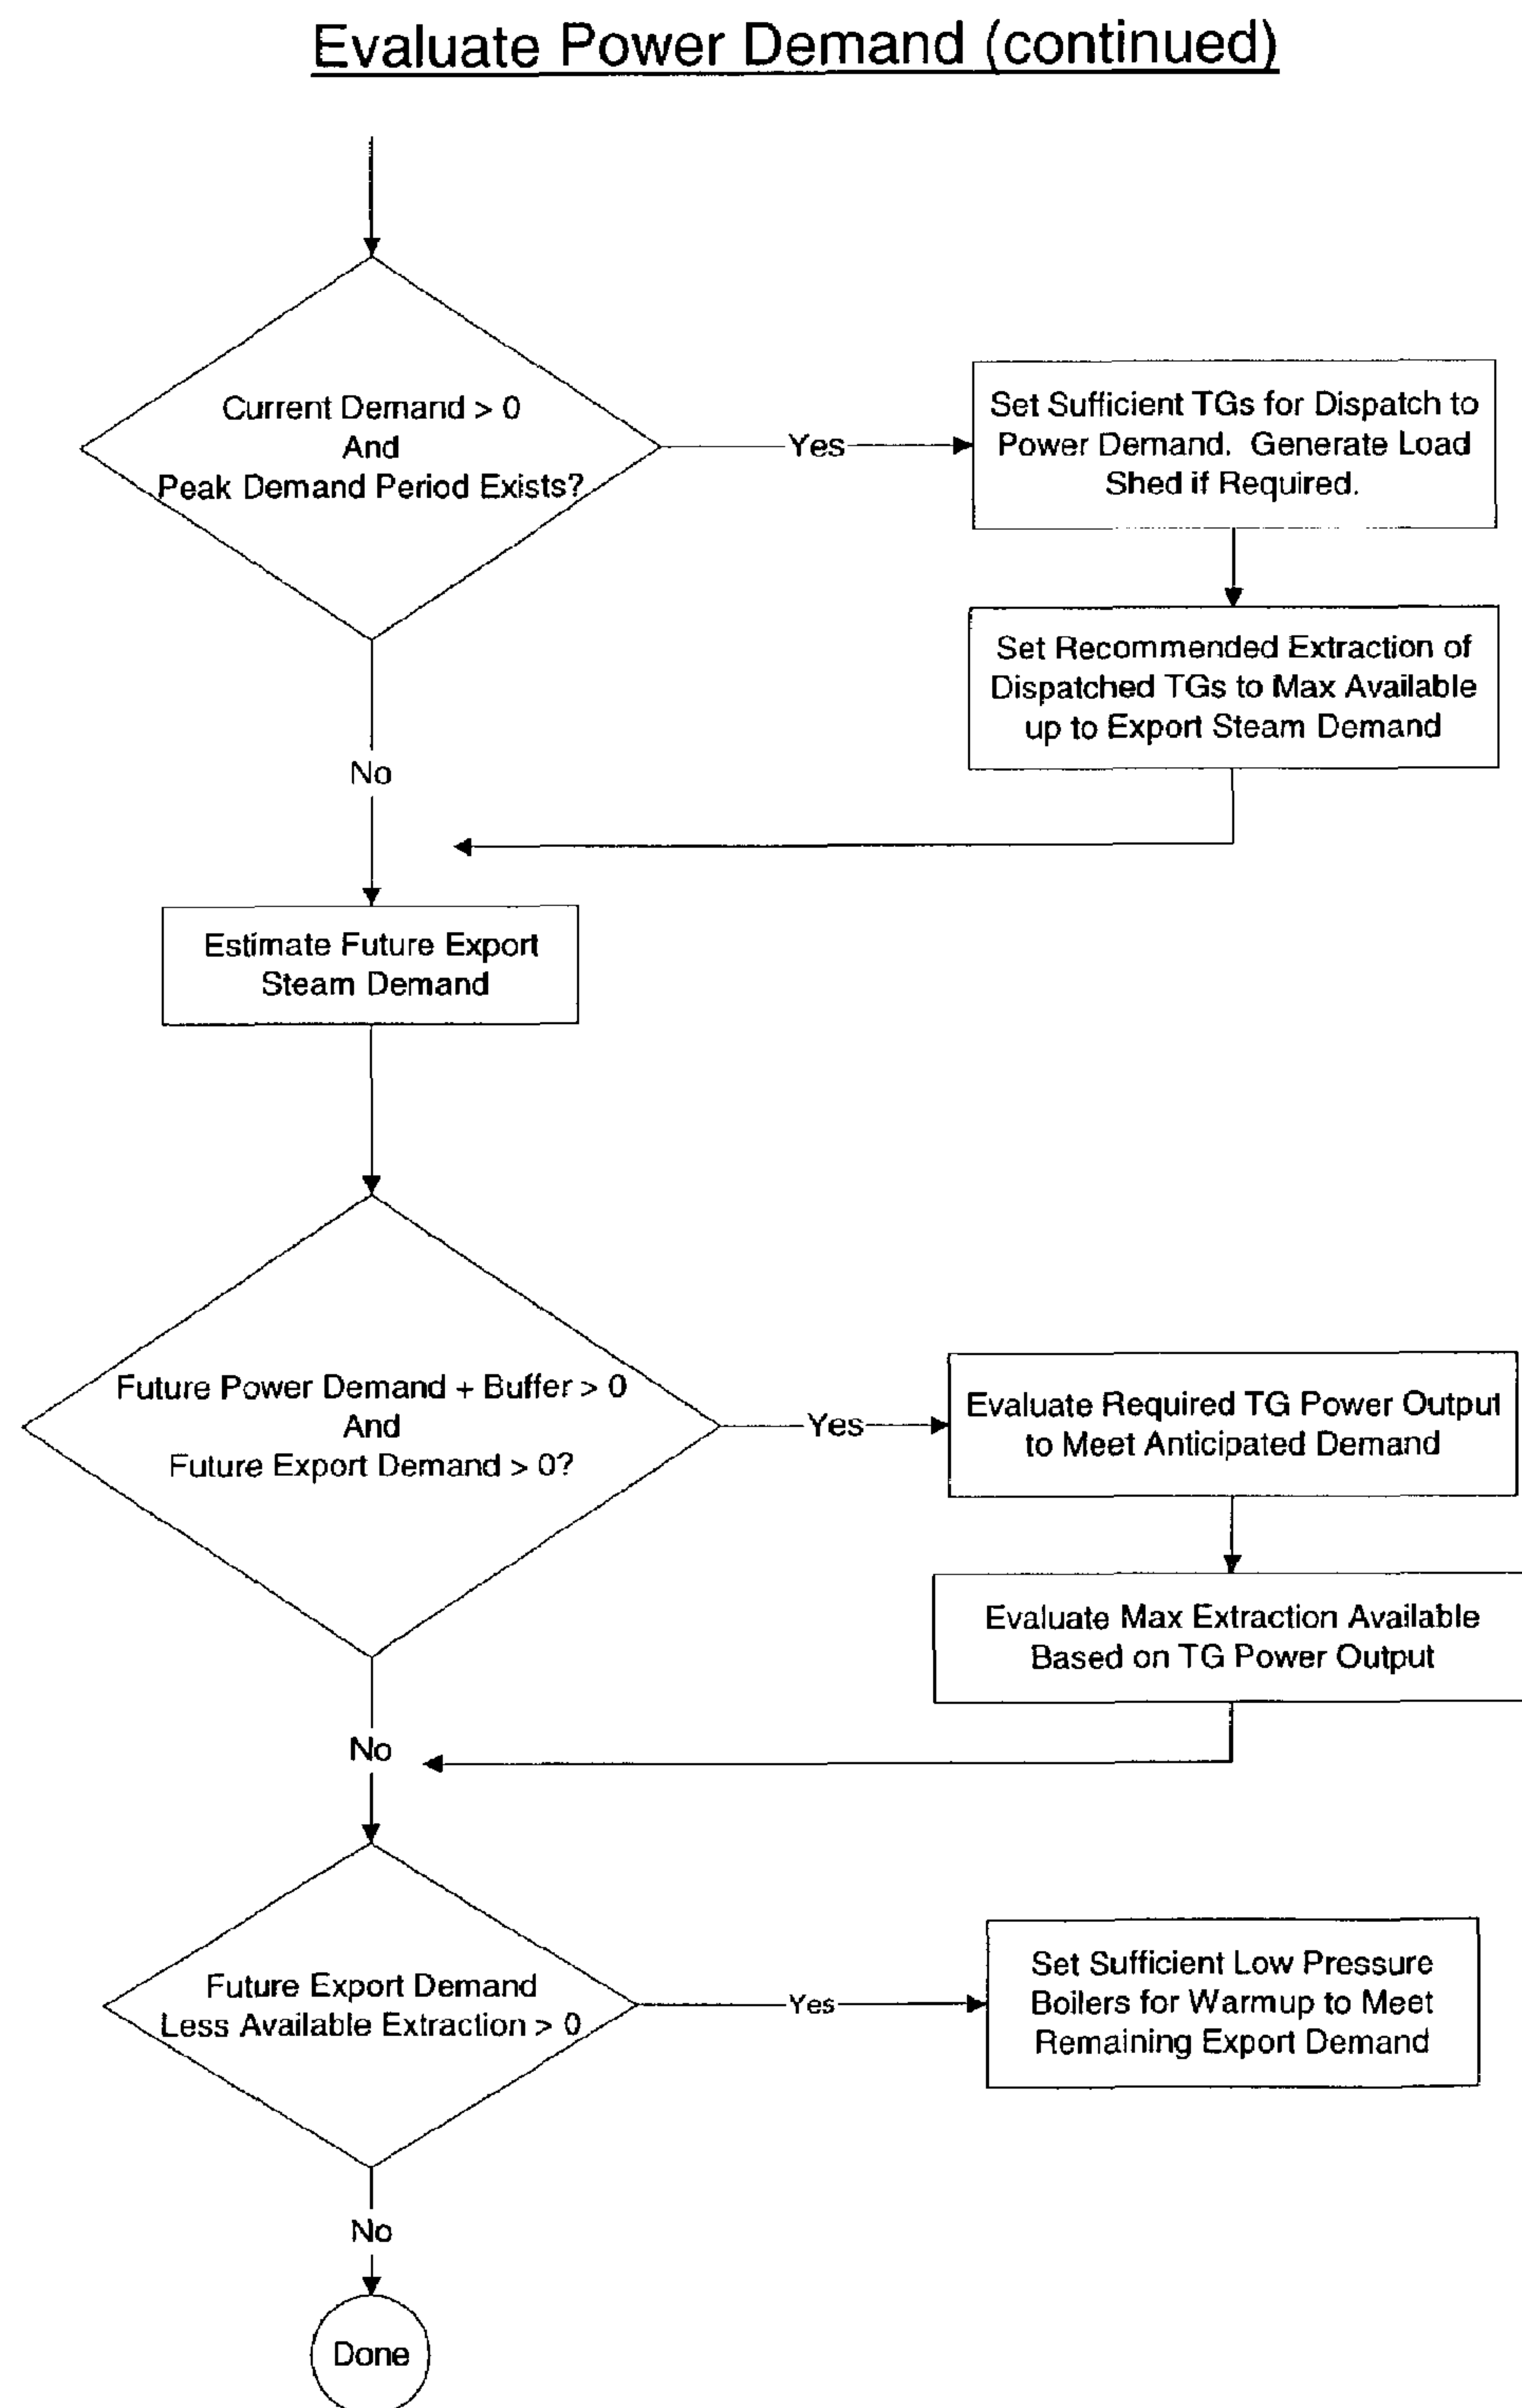 Evaluate Power Demand (continued)
Current Demand > 0
And
Peak Demand Period Exists?
Yes
Set Sufficient TGs for Dispatch to
Power Demand. Generate Load
Shed if Required.
Set Recommended Extraction of
Dispatched TGs to Max Available
up to Export Steam Demand
No
Estimate Future Export
Steam Demand
Future Power Demand + Buffer > 0
And
Future Export Demand > 0?
Yes
Evaluate Required TG Power Output
to Meet Anticipated Demand
Evaluate Max Extraction Available
Based on TG Power Output
No
Future Export Demand
Less Available Extraction > 0
Yes
Set Sufficient Low Pressure
Boilers for Warmup to Meet
Remaining Export Demand
No
Done